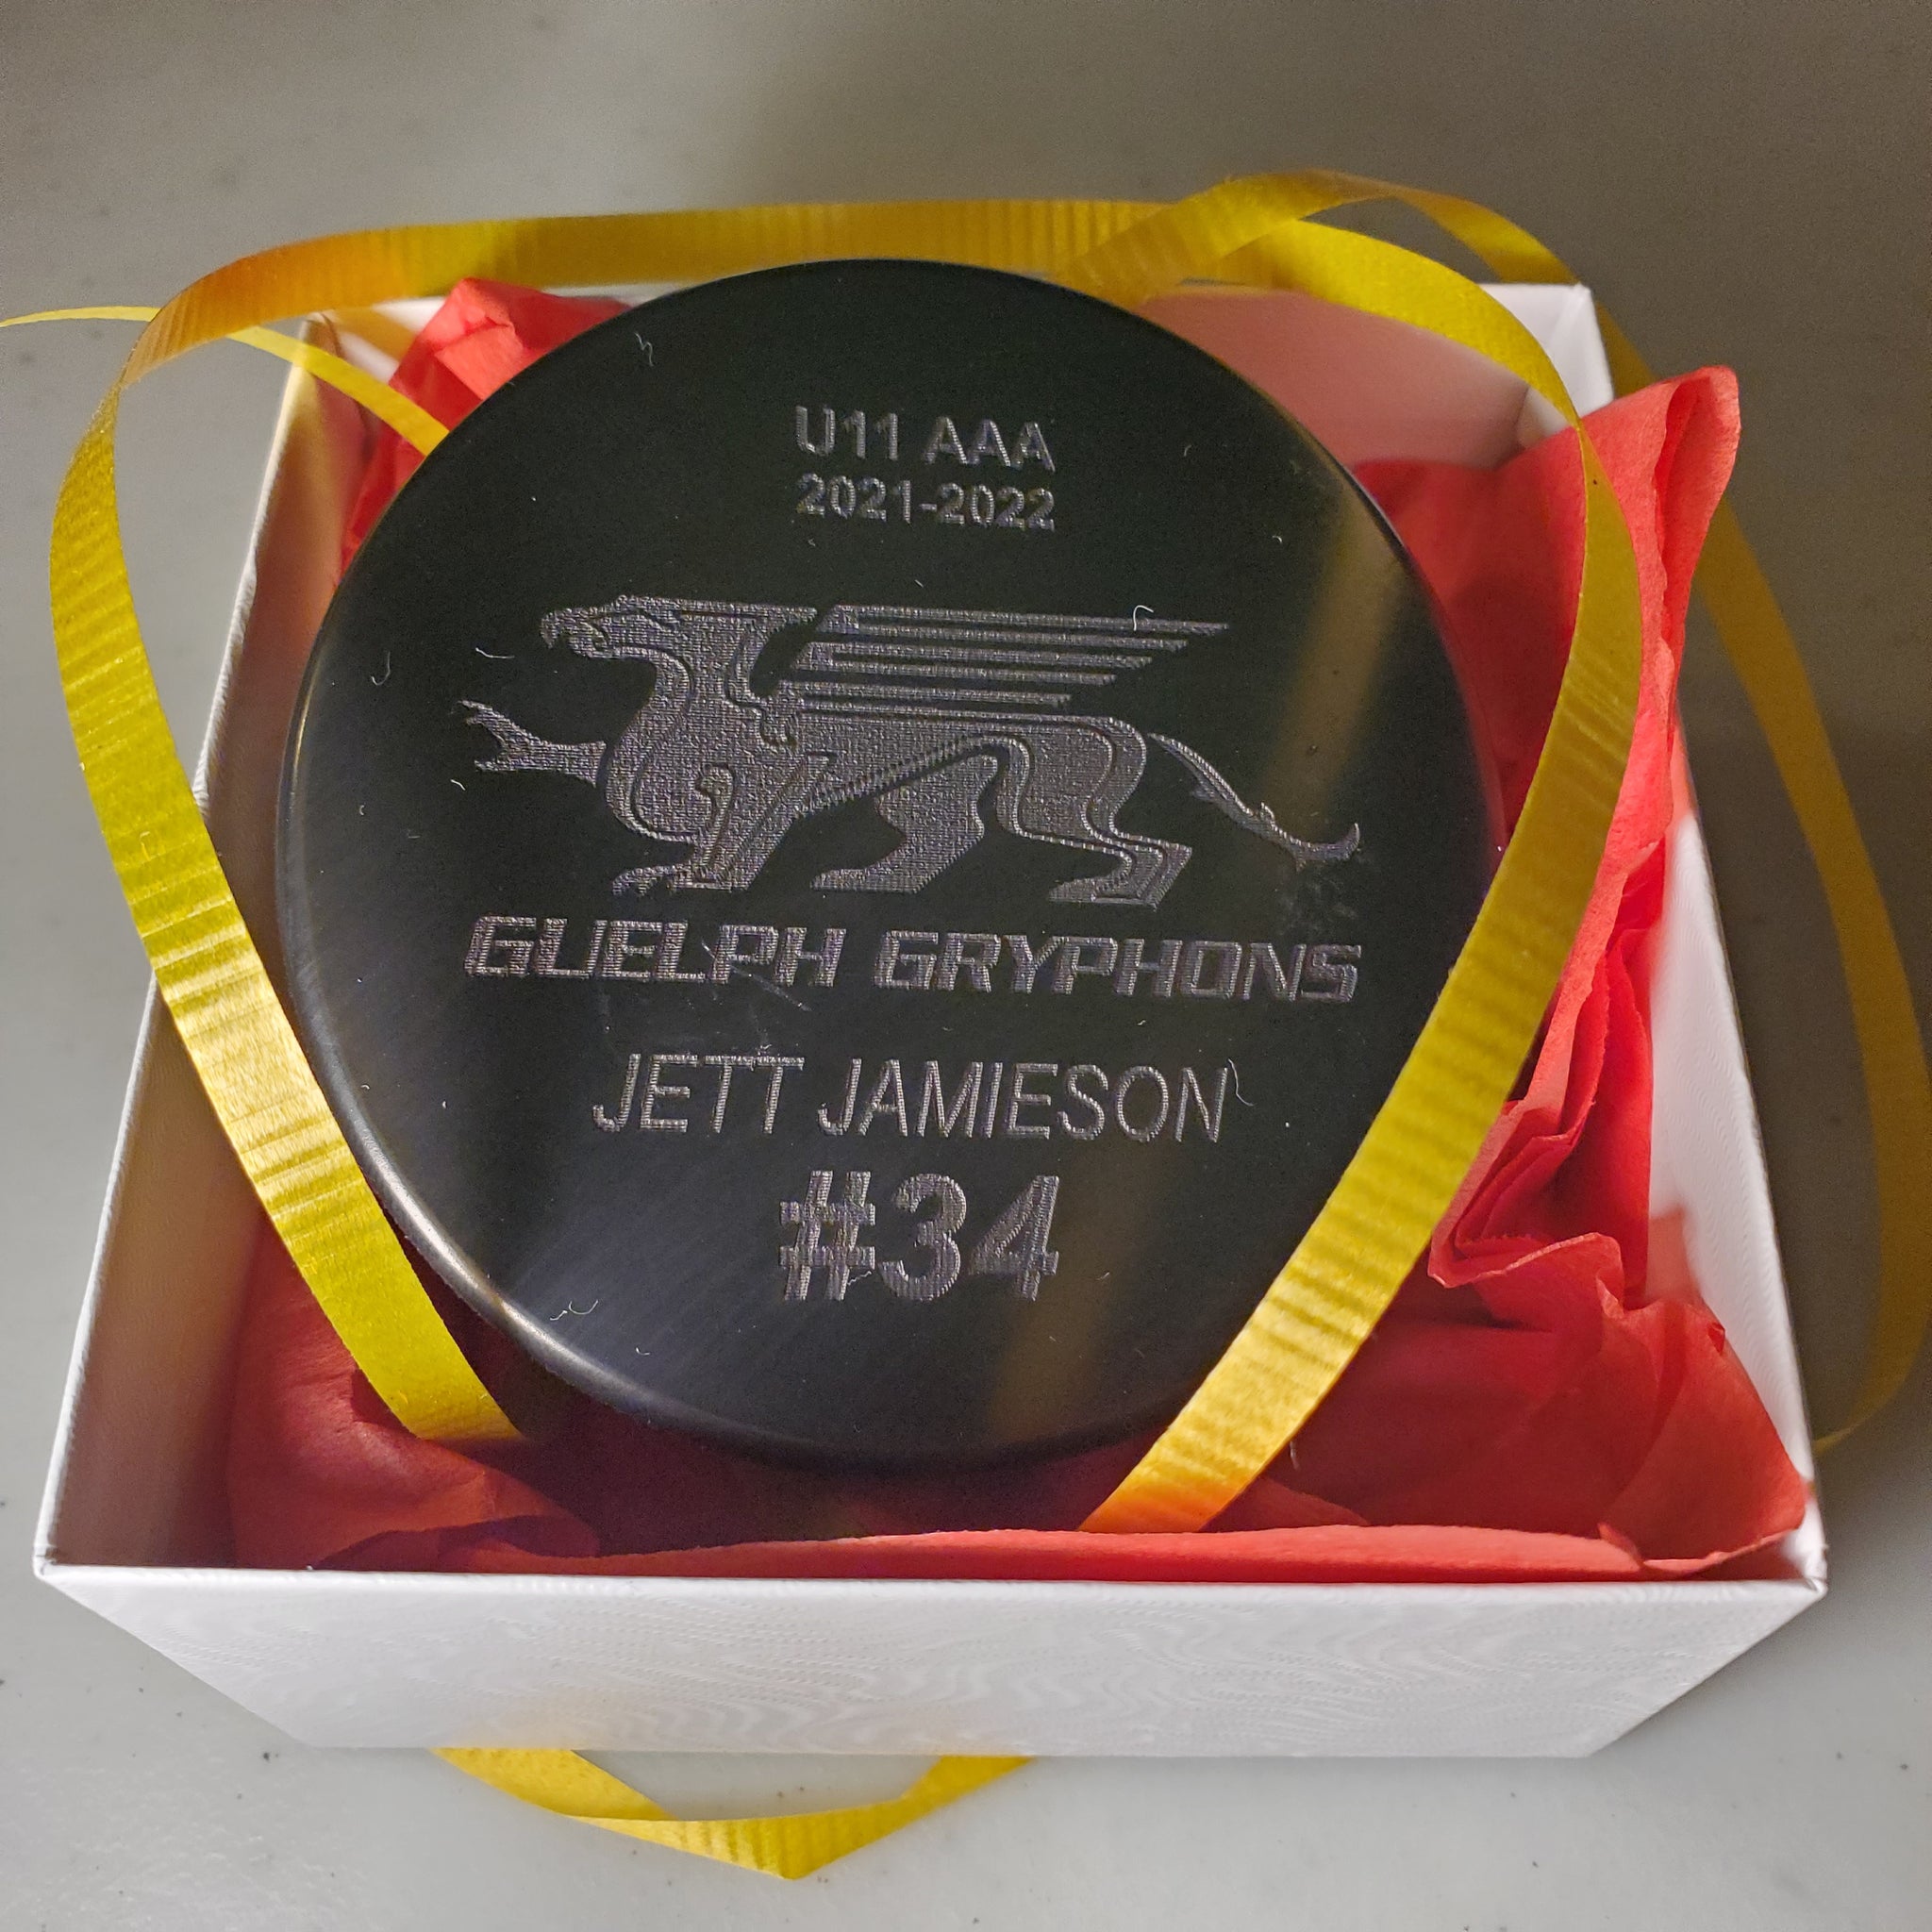 U11 AAA
2021-2022
GUELPH GRYPHONS
JETT JAMIESON
#34